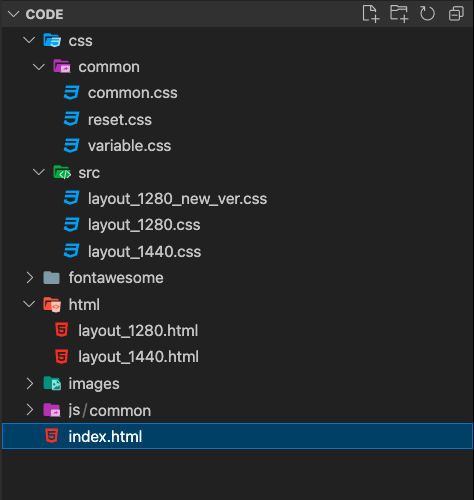 CODE
css
common
common.css
reset.css
variable.css
src
layout_1280_new_ver.css
layout_1280.css
layout_1440.css
fontawesome
html
layout_1280.html
layout_1440.html
images
js/common
index.html